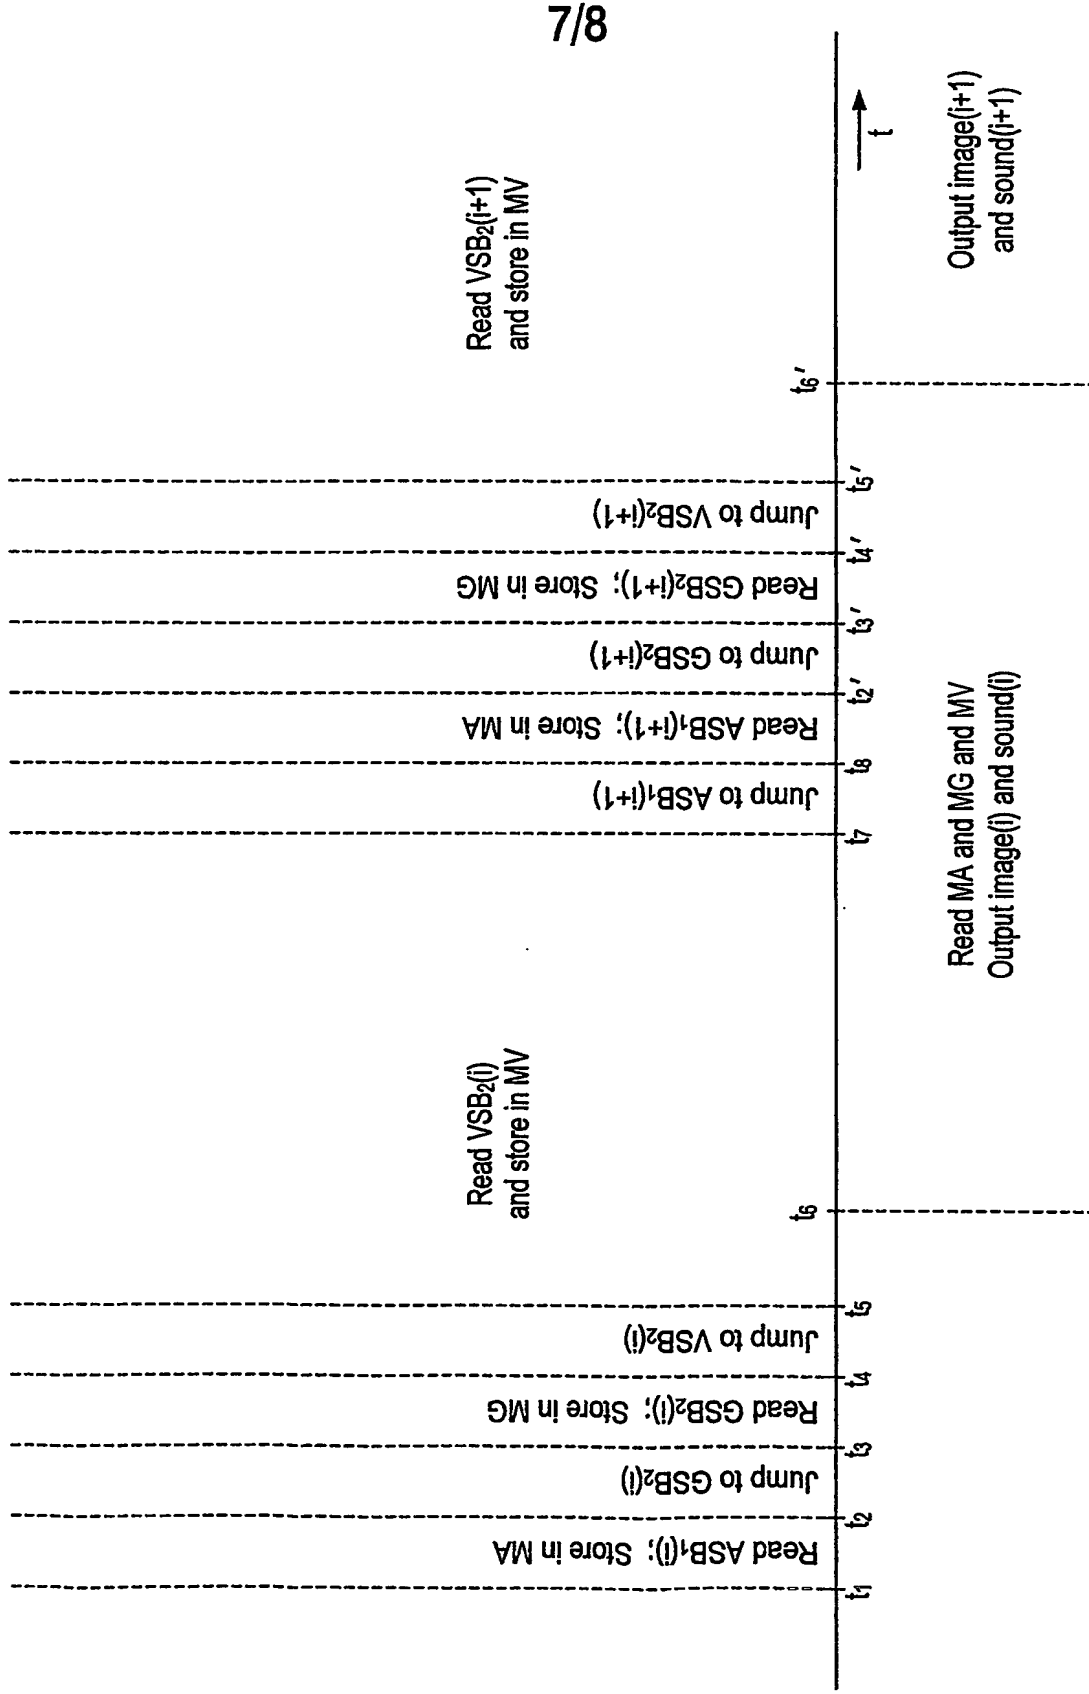 7/8
Read ASB1(i); Store in MA
Jump to GSB2(i)
Read GSB2(i); Store in MG
Jump to VSB2(i)
Read VSB2(i)
and store in MV
Jump to ASB1(i+1)
Read ASB1(i+1); Store in MA
Jump to GSB2(i+1)
Read GSB2(i+1); Store in MG
Jump to VSB2(i+1)
Read VSB2(i+1)
and store in MV
t1
t2
t3
t4
t5
t6
t7
t8
t2'
t3'
t4'
t5'
t6'
t
Read MA and MG and MV
Output image(i) and sound(i)
Output image(i+1)
and sound(i+1)